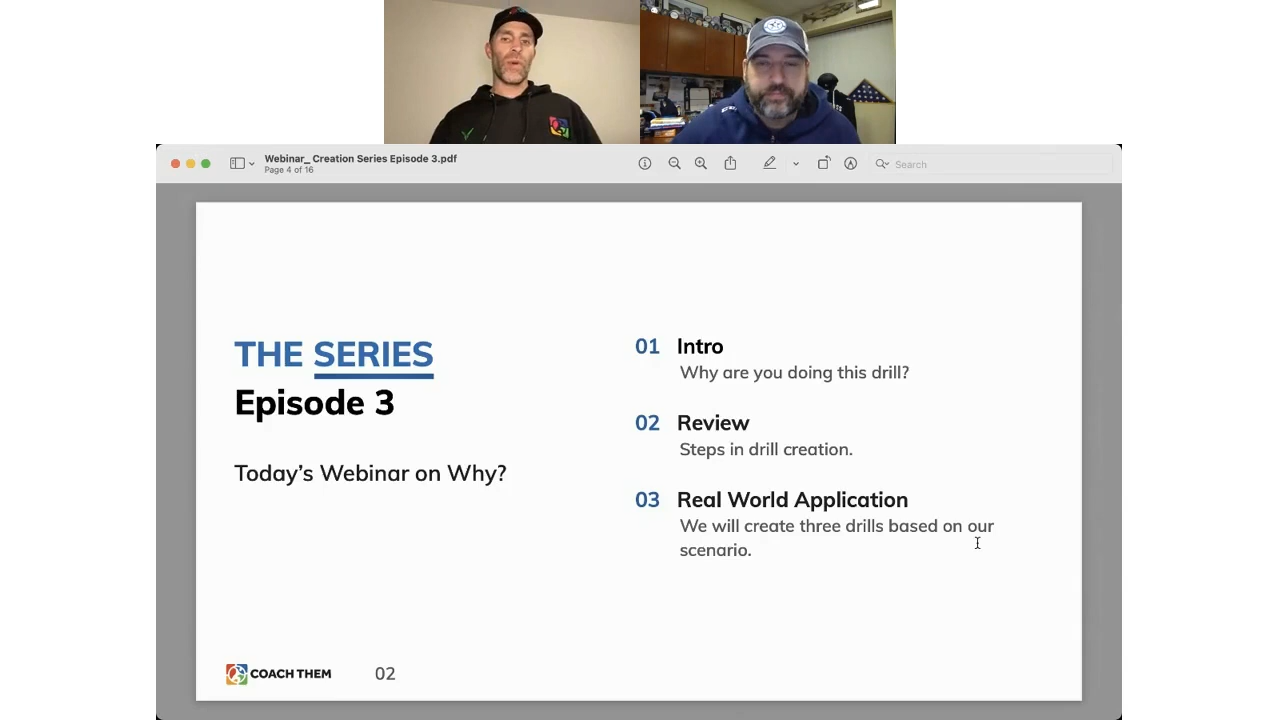 Webinar_ Creation Series Episode 3.pdf
Page 4 of 16
Search
THE SERIES
Episode 3
Today's Webinar on Why?
01 Intro
Why are you doing this drill?
02 Review
Steps in drill creation.
03 Real World Application
We will create three drills based on our
scenario.
COACH THEM
02